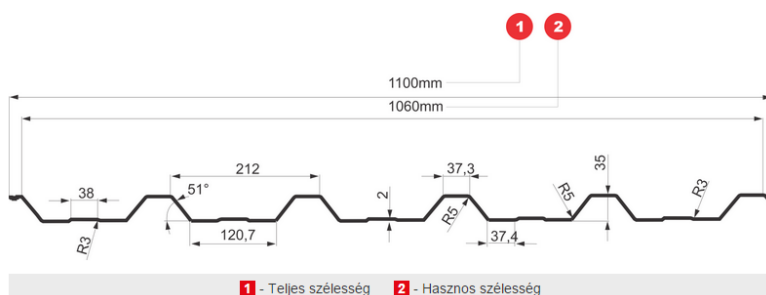 1 2
1100mm
1060mm
212 37,3 35
38 51° 2 R5 R3
R3 120,7 R5 37,4
1 - Teljes szélesség 2 - Hasznos szélesség